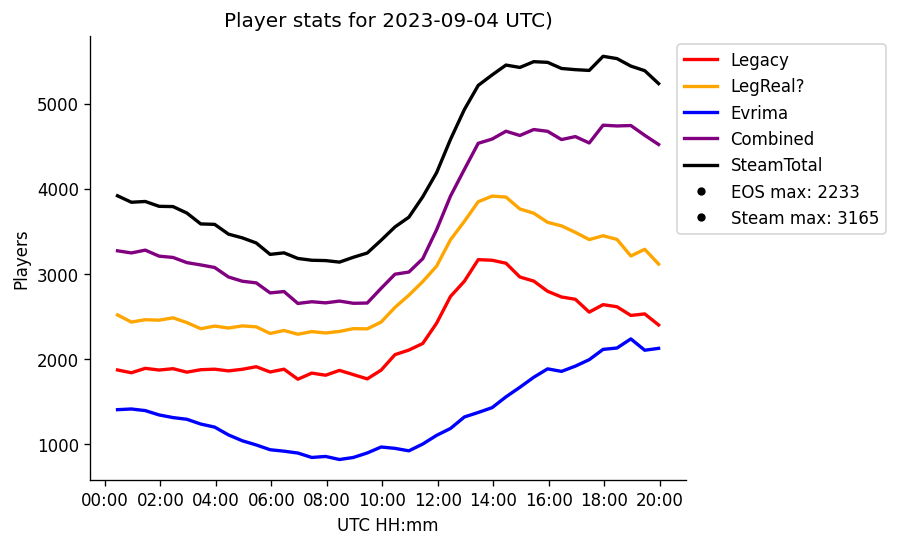 Player stats for 2023-09-04 UTC)
Legacy
LegReal?
Evrima
Combined
SteamTotal
EOS max: 2233
Steam max: 3165
Players
5000
4000
3000
2000
1000
00:00 02:00 04:00 06:00 08:00 10:00 12:00 14:00 16:00 18:00 20:00
UTC HH:mm